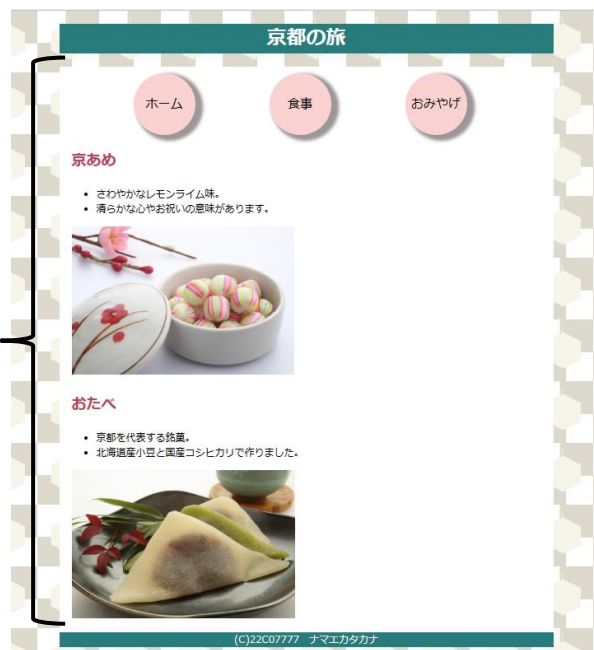 京都の旅
ホーム
食事
おみやげ
京あめ
• さわやかなレモンライム味。
• 清らかな心やお祝いの意味があります。
おたべ
• 京都を代表する銘菓。
• 北海道産小豆と国産コシヒカリで作りました。
(C)22C07777　ナマエカタカナ